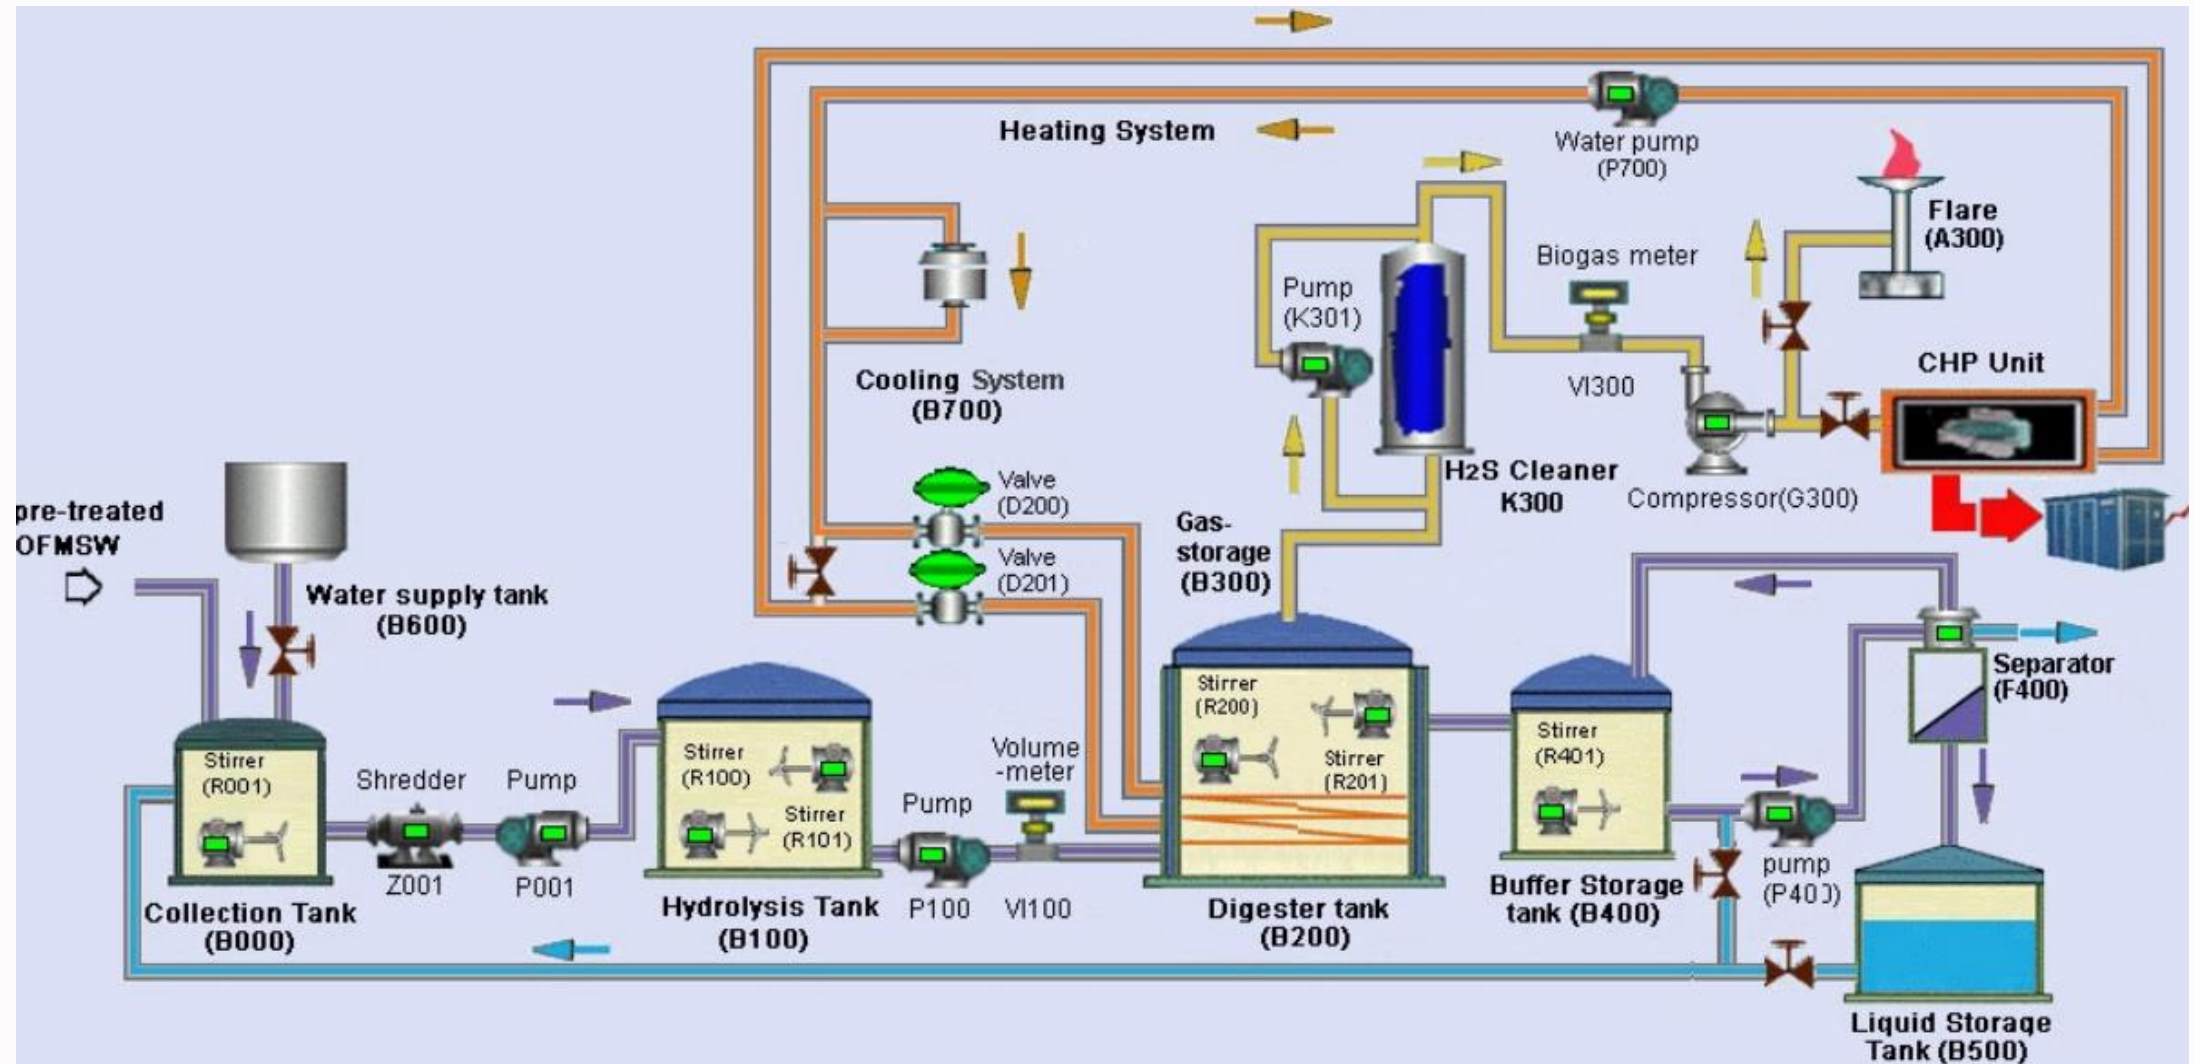 Heating System
Water pump
(P700)
Flare
(A300)
Biogas meter
Pump
(K301)
VI300
CHP Unit
Cooling System
(B700)
H2S Cleaner
K300
Compressor(G300)
Valve
(D200)
Valve
(D201)
Gas-
storage
(B300)
pre-treated
OFMSW
Water supply tank
(B600)
Separator
(F400)
Stirrer
(R001)
Shredder
Z001
Pump
P001
Stirrer
(R100)
Stirrer
(R101)
Pump
P100
Volume
-meter
VI100
Stirrer
(R200)
Stirrer
(R201)
Stirrer
(R401)
pump
(P400)
Collection Tank
(B000)
Hydrolysis Tank
(B100)
Digester tank
(B200)
Buffer Storage
tank (B400)
Liquid Storage
Tank (B500)